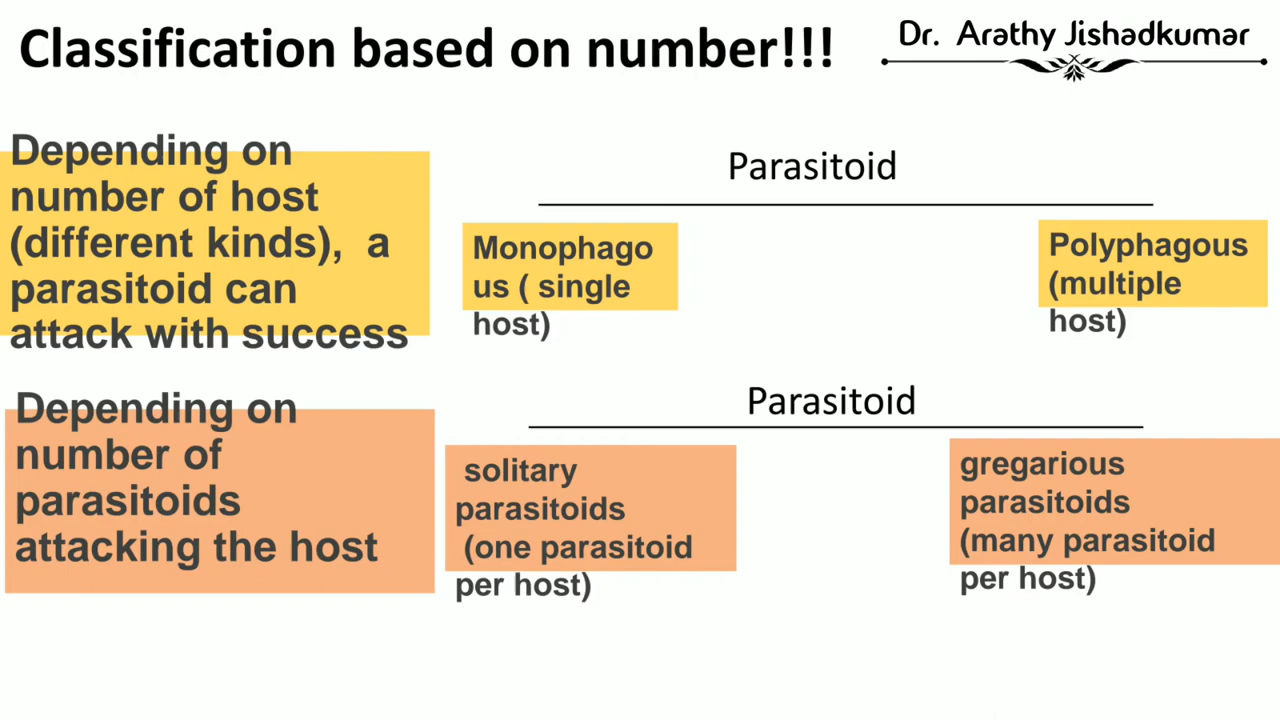 Classification based on number!!!
Dr. Arathy Jishadkumar
Depending on
number of host
(different kinds), a
parasitoid can
attack with success
Parasitoid
Monophago
us ( single
host)
Polyphagous
(multiple
host)
Depending on
number of
parasitoids
attacking the host
Parasitoid
solitary
parasitoids
(one parasitoid
per host)
gregarious
parasitoids
(many parasitoid
per host)